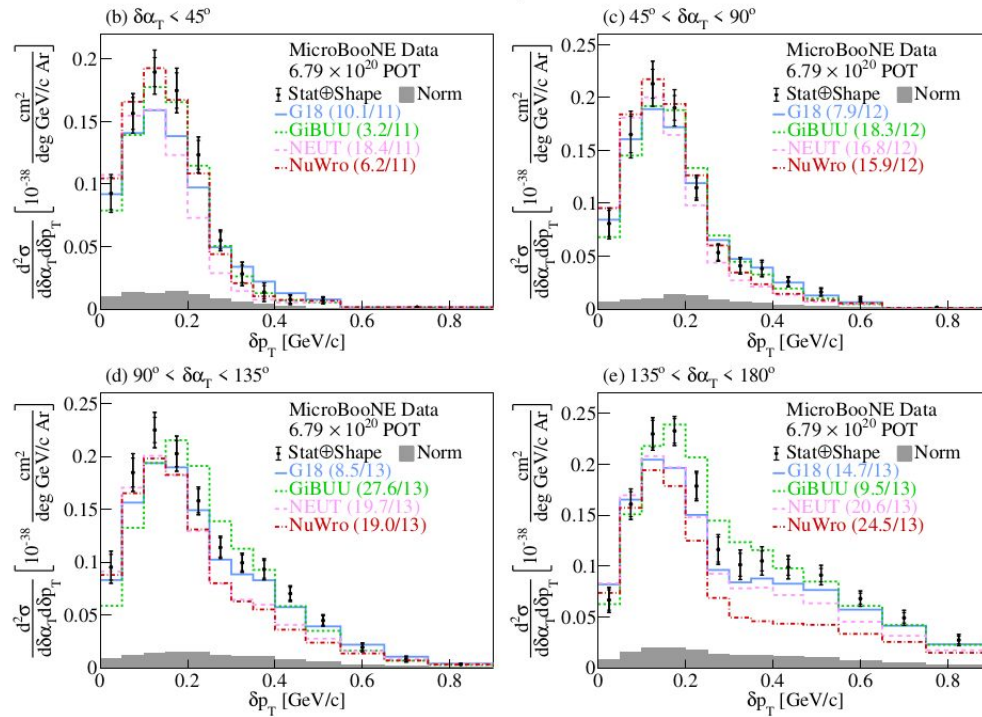 (b) δα_T < 45°
d²σ / dδα_T dδp_T [10⁻³⁸ cm² / deg GeV/c Ar]
0.2
0.15
0.1
0.05
0
MicroBooNE Data
6.79 × 10²⁰ POT
Stat⊕Shape Norm
G18 (10.1/11)
GiBUU (3.2/11)
NEUT (18.4/11)
NuWro (6.2/11)
0 0.2 0.4 0.6 0.8
δp_T [GeV/c]
(c) 45° < δα_T < 90°
d²σ / dδα_T dδp_T [10⁻³⁸ cm² / deg GeV/c Ar]
0.25
0.2
0.15
0.1
0.05
0
MicroBooNE Data
6.79 × 10²⁰ POT
Stat⊕Shape Norm
G18 (7.9/12)
GiBUU (18.3/12)
NEUT (16.8/12)
NuWro (15.9/12)
0 0.2 0.4 0.6 0.8
δp_T [GeV/c]
(d) 90° < δα_T < 135°
d²σ / dδα_T dδp_T [10⁻³⁸ cm² / deg GeV/c Ar]
0.25
0.2
0.15
0.1
0.05
0
MicroBooNE Data
6.79 × 10²⁰ POT
Stat⊕Shape Norm
G18 (8.5/13)
GiBUU (27.6/13)
NEUT (19.7/13)
NuWro (19.0/13)
0 0.2 0.4 0.6 0.8
δp_T [GeV/c]
(e) 135° < δα_T < 180°
d²σ / dδα_T dδp_T [10⁻³⁸ cm² / deg GeV/c Ar]
0.25
0.2
0.15
0.1
0.05
0
MicroBooNE Data
6.79 × 10²⁰ POT
Stat⊕Shape Norm
G18 (14.7/13)
GiBUU (9.5/13)
NEUT (20.6/13)
NuWro (24.5/13)
0 0.2 0.4 0.6 0.8
δp_T [GeV/c]